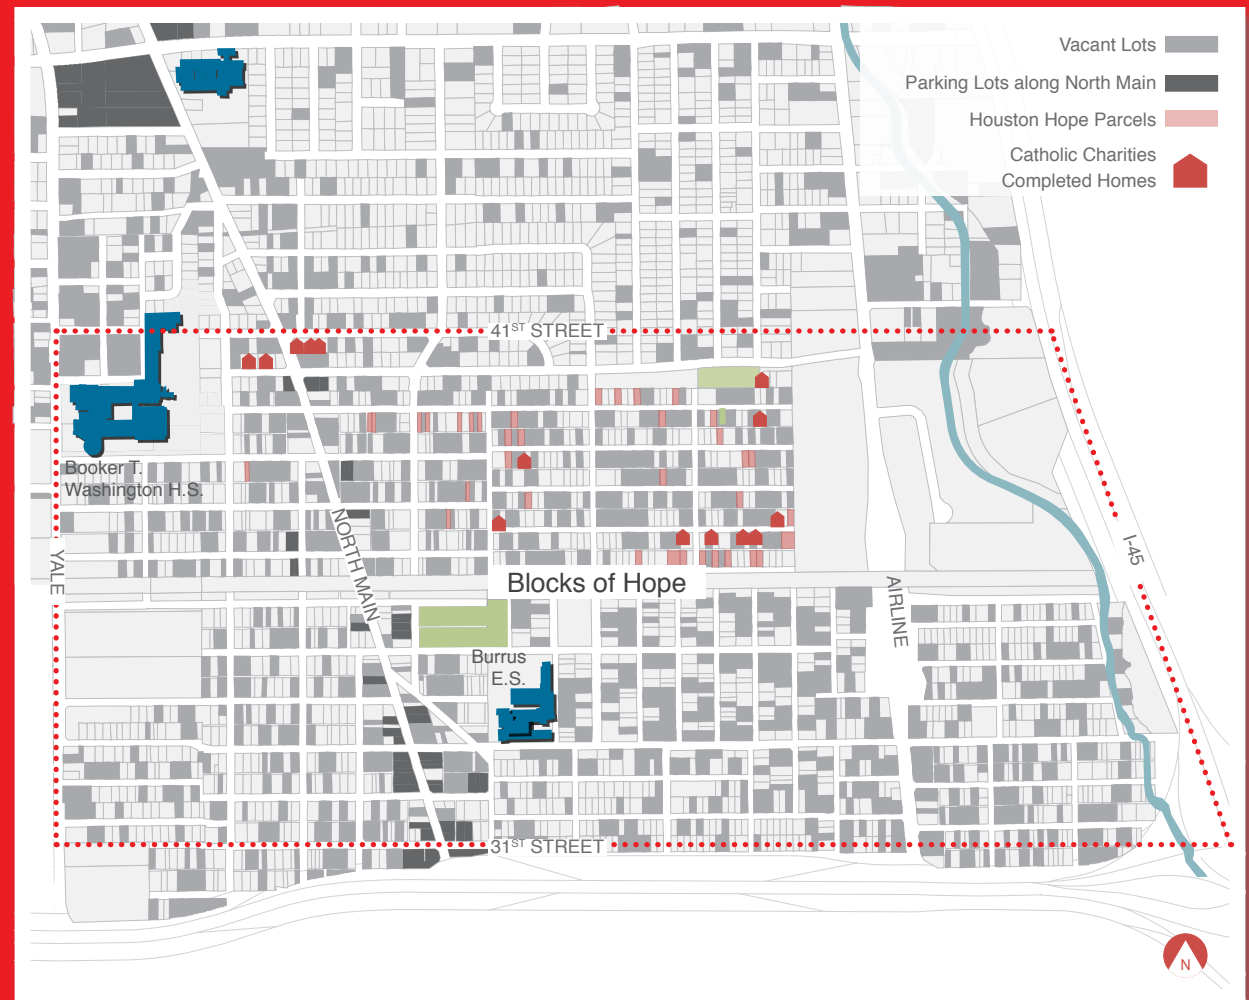 Vacant Lots
Parking Lots along North Main
Houston Hope Parcels
Catholic Charities
Completed Homes
41ST STREET
Booker T.
Washington H.S.
NORTH MAIN
YALE
I-45
Blocks of Hope
AIRLINE
Burrus
E.S.
31ST STREET
N